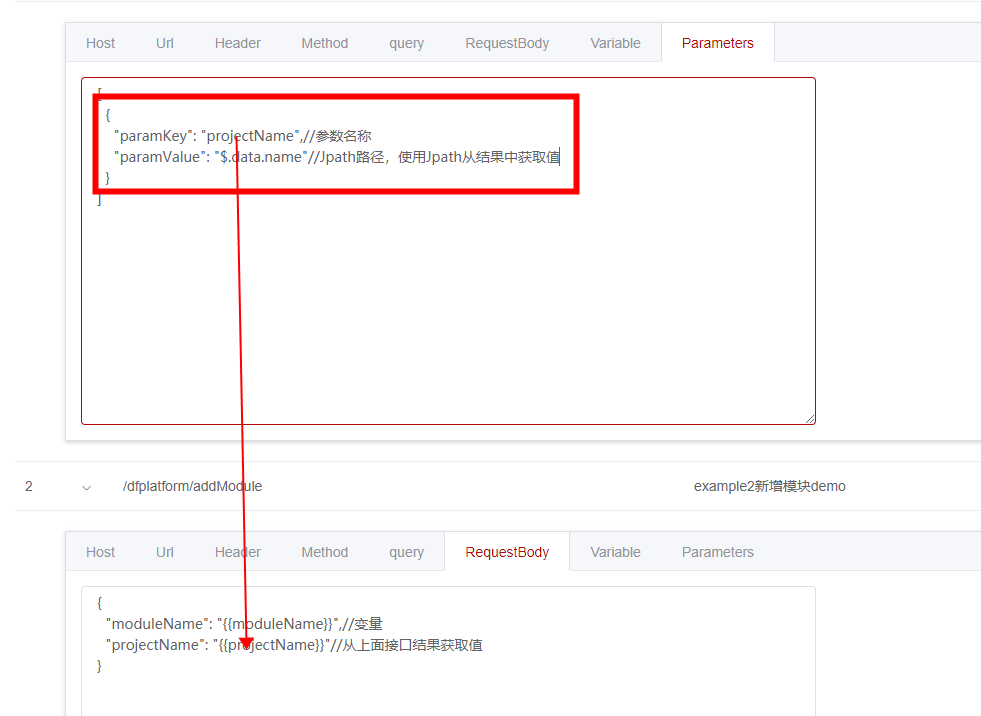 Host Url Header Method query RequestBody Variable Parameters
[
{
"paramKey": "projectName",//参数名称
"paramValue": "$.data.name"//Jpath路径，使用Jpath从结果中获取值
}
]
2 /dfplatform/addModule example2新增模块demo
Host Url Header Method query RequestBody Variable Parameters
{
"moduleName": "{{moduleName}}",//变量
"projectName": "{{projectName}}"//从上面接口结果获取值
}